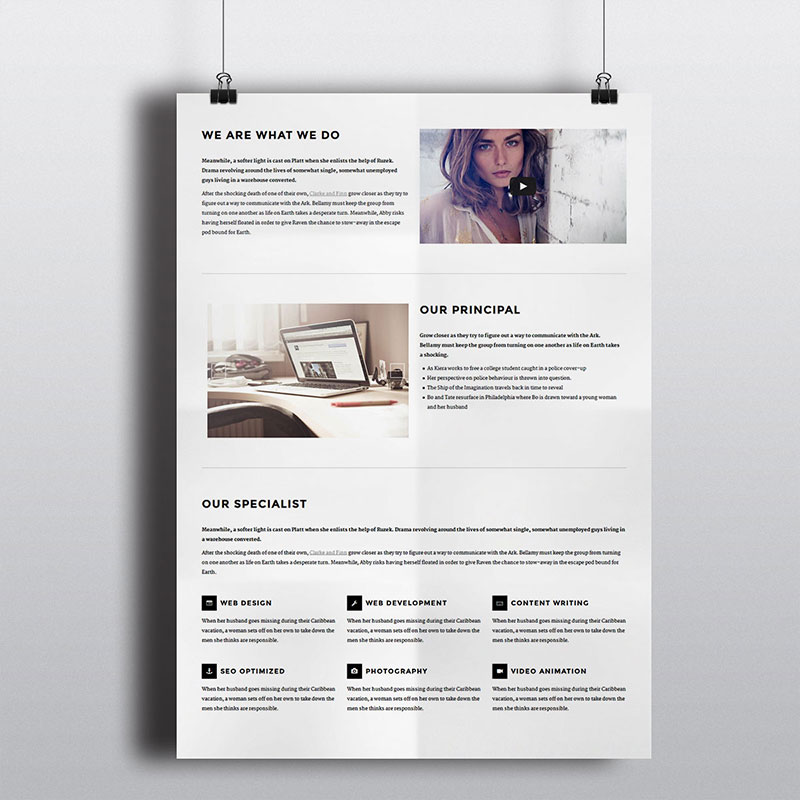 WE ARE WHAT WE DO
Meanwhile, a softer light is cast on Platt when she enlists the help of Ruzek.
Drama revolving around the lives of somewhat single, somewhat unemployed
guys living in a warehouse converted.
After the shocking death of one of their own, Clarke and Finn grow closer as they try to
figure out a way to communicate with the Ark. Bellamy must keep the group from
turning on one another as life on Earth takes a desperate turn. Meanwhile, Abby risks
having herself floated in order to give Raven the chance to stow-away in the escape
pod bound for Earth.
OUR PRINCIPAL
Grow closer as they try to figure out a way to communicate with the Ark.
Bellamy must keep the group from turning on one another as life on Earth takes
a shocking.
• As Kiera works to free a college student caught in a police cover-up
• Her perspective on police behaviour is thrown into question.
• The Ship of the Imagination travels back in time to reveal
• Bo and Tate resurface in Philadelphia where Bo is drawn toward a young woman
and her husband
OUR SPECIALIST
Meanwhile, a softer light is cast on Platt when she enlists the help of Ruzek. Drama revolving around the lives of somewhat single, somewhat unemployed guys living in
a warehouse converted.
After the shocking death of one of their own, Clarke and Finn grow closer as they try to figure out a way to communicate with the Ark. Bellamy must keep the group from turning
on one another as life on Earth takes a desperate turn. Meanwhile, Abby risks having herself floated in order to give Raven the chance to stow-away in the escape pod bound for
Earth.
WEB DESIGN
When her husband goes missing during their Caribbean
vacation, a woman sets off on her own to take down the
men she thinks are responsible.
WEB DEVELOPMENT
When her husband goes missing during their Caribbean
vacation, a woman sets off on her own to take down the
men she thinks are responsible.
CONTENT WRITING
When her husband goes missing during their Caribbean
vacation, a woman sets off on her own to take down the
men she thinks are responsible.
SEO OPTIMIZED
When her husband goes missing during their Caribbean
vacation, a woman sets off on her own to take down the
men she thinks are responsible.
PHOTOGRAPHY
When her husband goes missing during their Caribbean
vacation, a woman sets off on her own to take down the
men she thinks are responsible.
VIDEO ANIMATION
When her husband goes missing during their Caribbean
vacation, a woman sets off on her own to take down the
men she thinks are responsible.